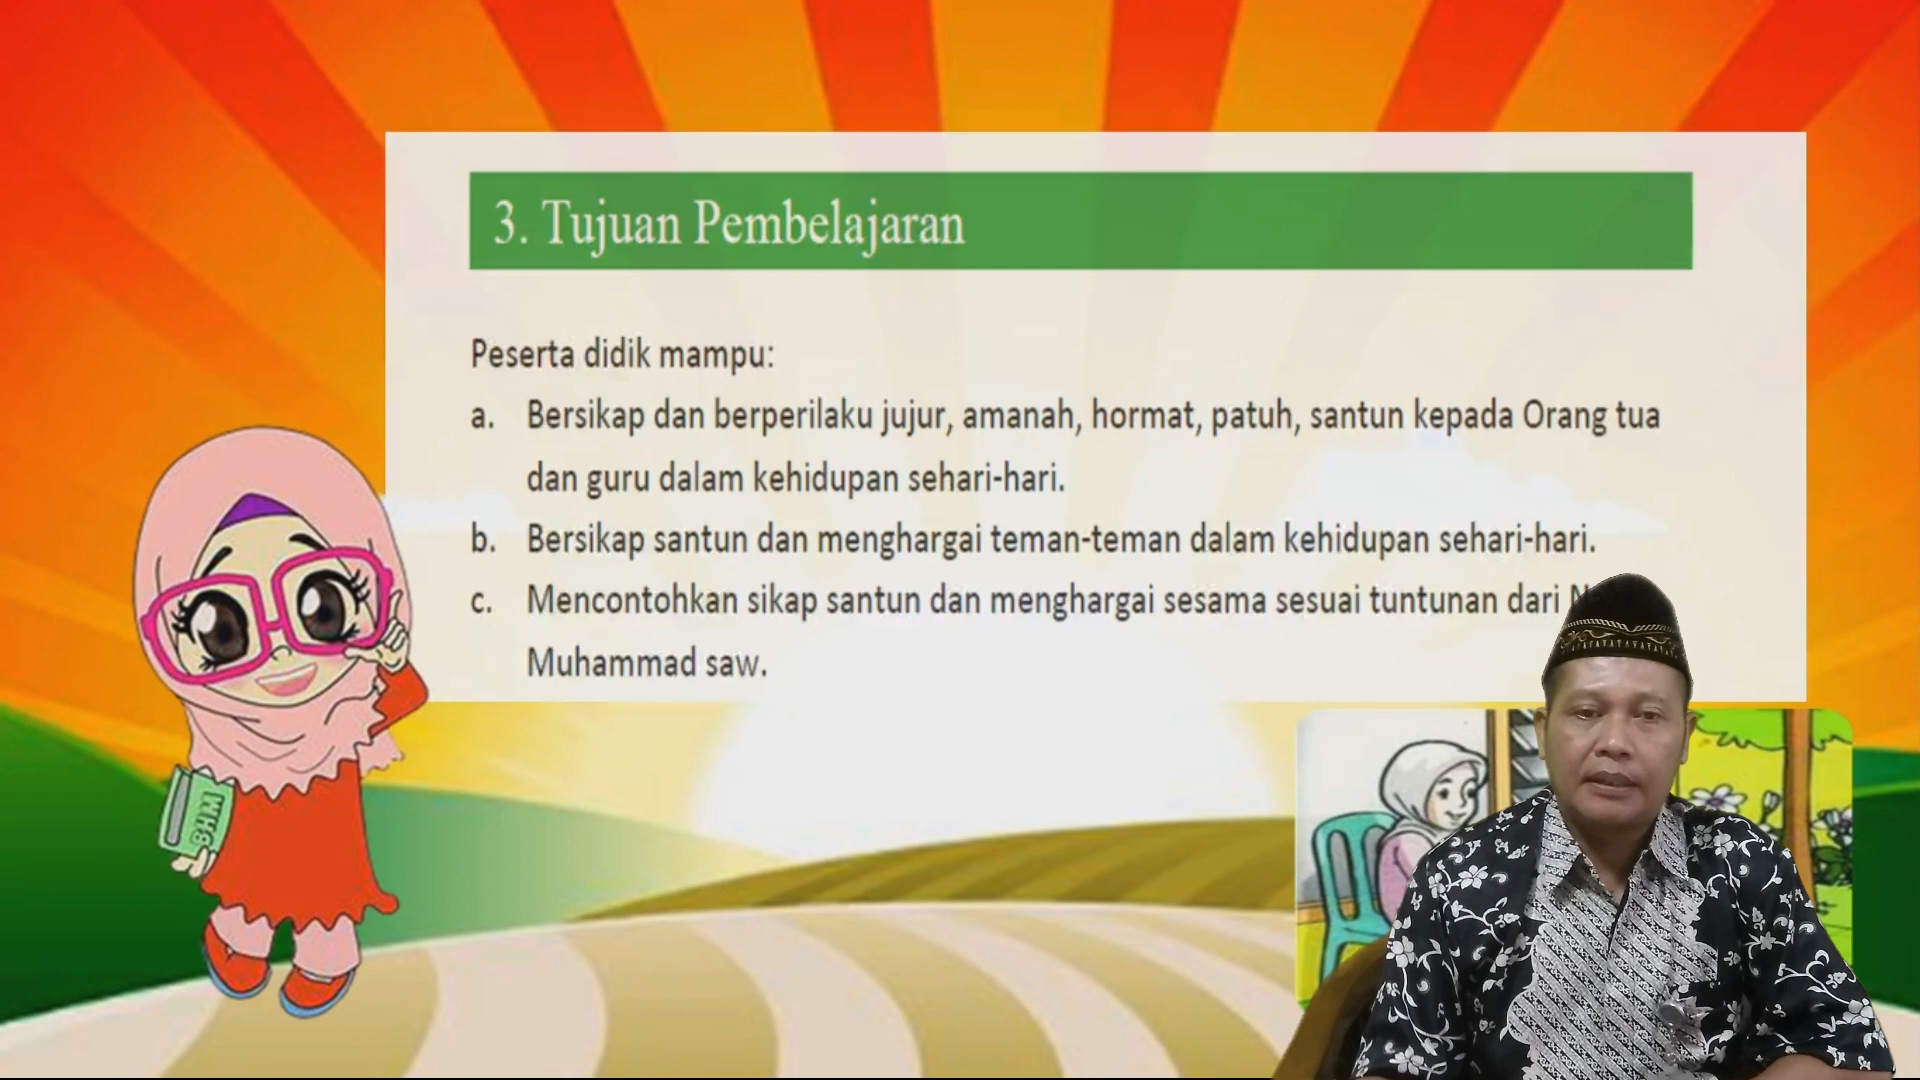 3. Tujuan Pembelajaran
Peserta didik mampu:
a. Bersikap dan berperilaku jujur, amanah, hormat, patuh, santun kepada Orang tua
dan guru dalam kehidupan sehari-hari.
b. Bersikap santun dan menghargai teman-teman dalam kehidupan sehari-hari.
c. Mencontohkan sikap santun dan menghargai sesama sesuai tuntunan dari
Muhammad saw.